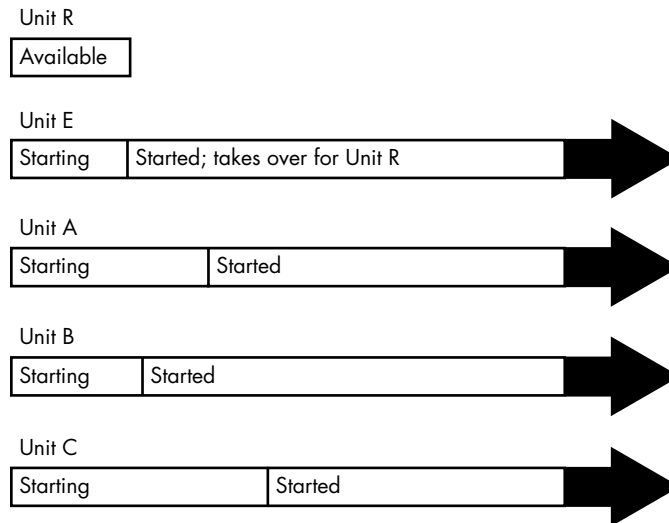 Unit R
Available
Unit E
Starting Started; takes over for Unit R
Unit A
Starting Started
Unit B
Starting Started
Unit C
Starting Started